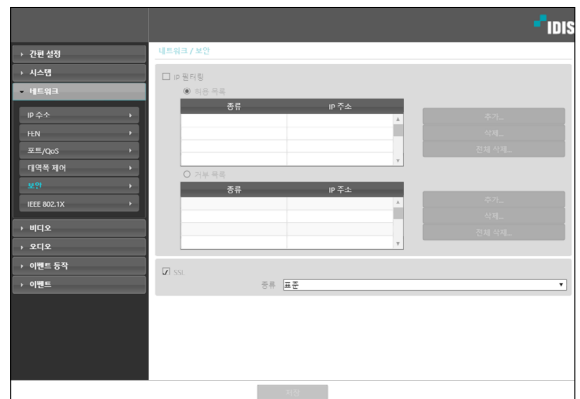 IDIS
간편 설정
시스템
네트워크
IP 주소
FEN
포트/QoS
대역폭 제어
보안
IEEE 802.1X
비디오
오디오
이벤트 동작
이벤트
네트워크 / 보안
IP 필터링
허용 목록
종류 IP 주소
추가...
삭제...
전체 삭제...
거부 목록
종류 IP 주소
추가...
삭제...
전체 삭제...
SSL
종류 표준
저장